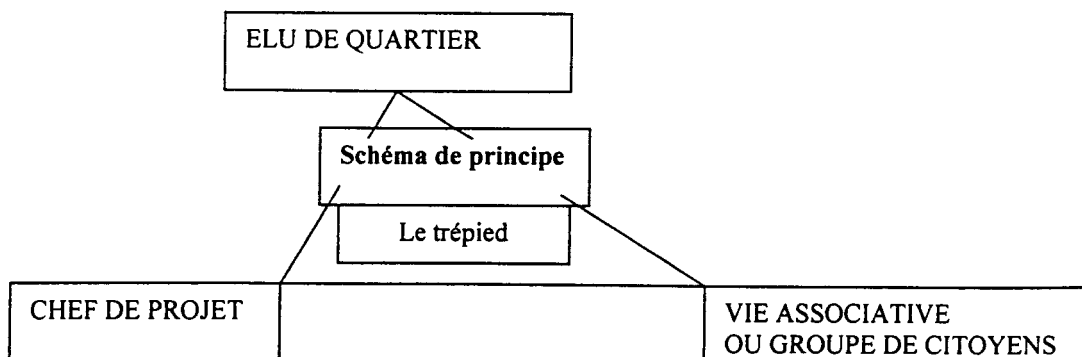 ELU DE QUARTIER
Schéma de principe
Le trépied
CHEF DE PROJET
VIE ASSOCIATIVE
OU GROUPE DE CITOYENS